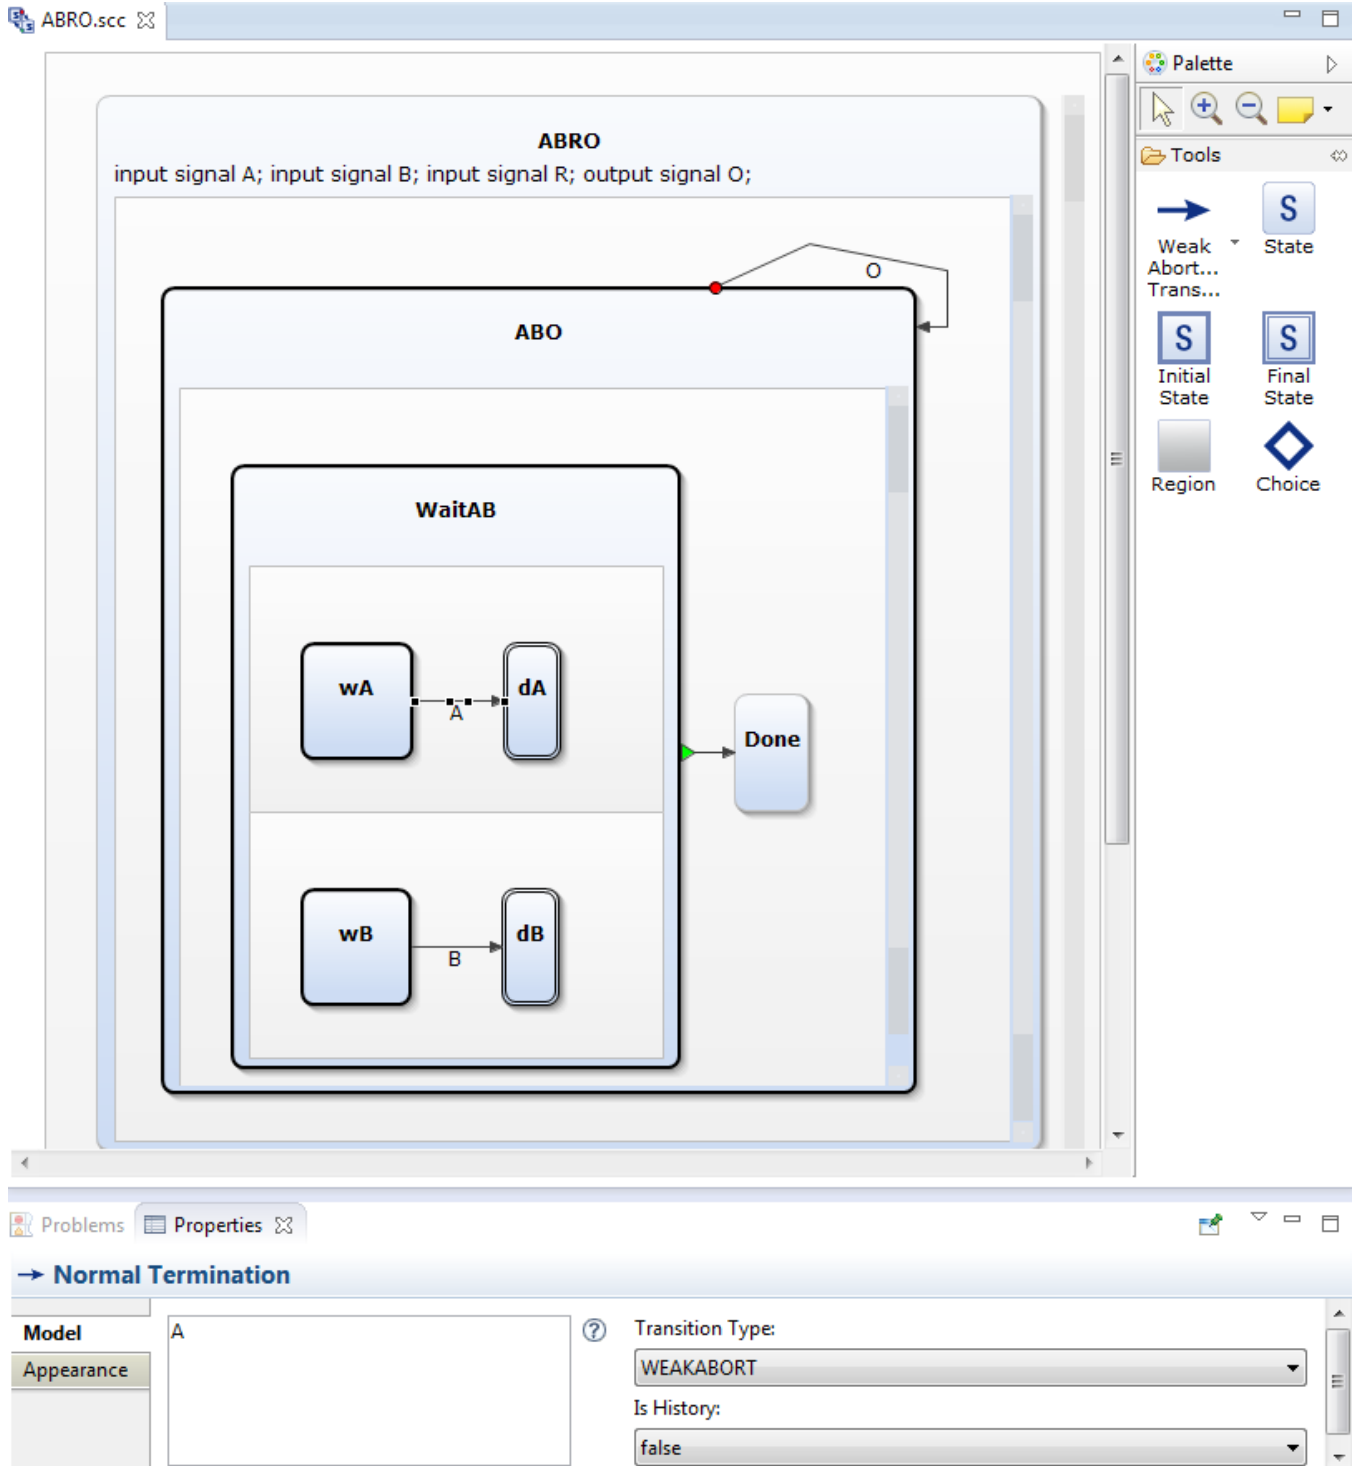 ABRO.scc
Palette
Tools
Weak
Abort...
Trans...
S
State
S
Initial
State
S
Final
State
Region
Choice
ABRO
input signal A; input signal B; input signal R; output signal O;
O
ABO
WaitAB
wA
A
dA
Done
wB
B
dB
Problems
Properties
Normal Termination
Model
Appearance
A
?
Transition Type:
WEAKABORT
Is History:
false